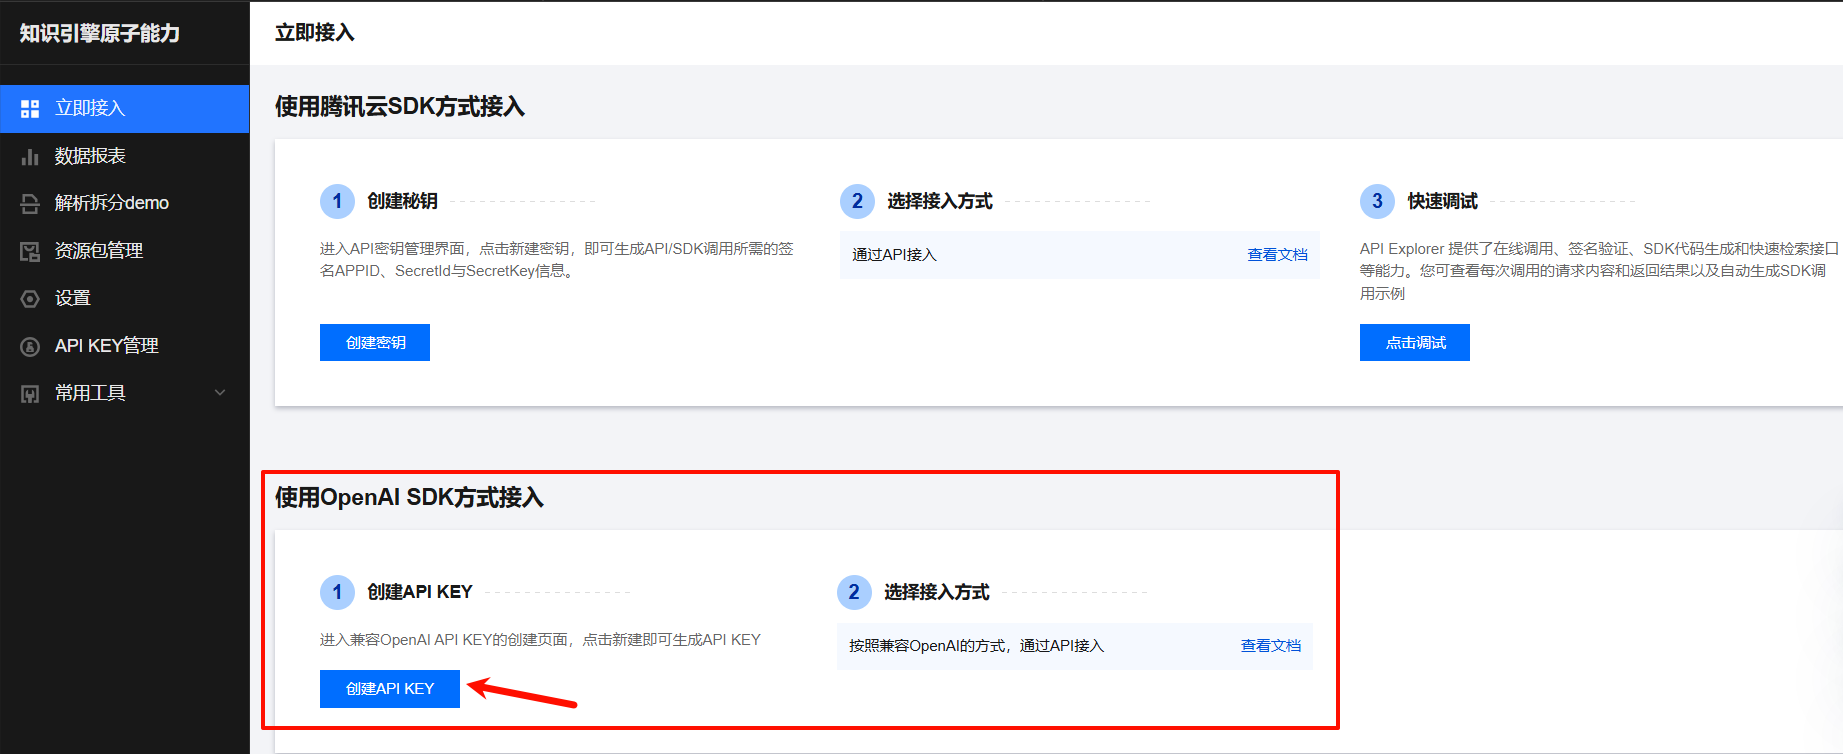 知识引擎原子能力
立即接入
数据报表
解析拆分demo
资源包管理
设置
API KEY管理
常用工具
立即接入
使用腾讯云SDK方式接入
1 创建秘钥
进入API密钥管理界面，点击新建密钥，即可生成API/SDK调用所需的签
名APPID、SecretId与SecretKey信息。
创建密钥
2 选择接入方式
通过API接入 查看文档
3 快速调试
API Explorer 提供了在线调用、签名验证、SDK代码生成和快速检索接口
等能力。您可查看每次调用的请求内容和返回结果以及自动生成SDK调
用示例
点击调试
使用OpenAI SDK方式接入
1 创建API KEY
进入兼容OpenAI API KEY的创建页面，点击新建即可生成API KEY
创建API KEY
2 选择接入方式
按照兼容OpenAI的方式，通过API接入 查看文档